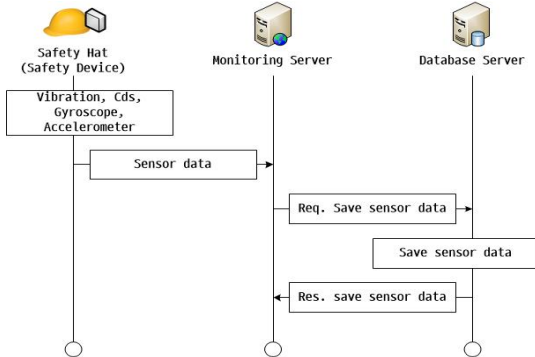 Safety Hat
(Safety Device)
Monitoring Server
Database Server
Vibration, Cds,
Gyroscope,
Accelerometer
Sensor data
Req. Save sensor data
Save sensor data
Res. save sensor data